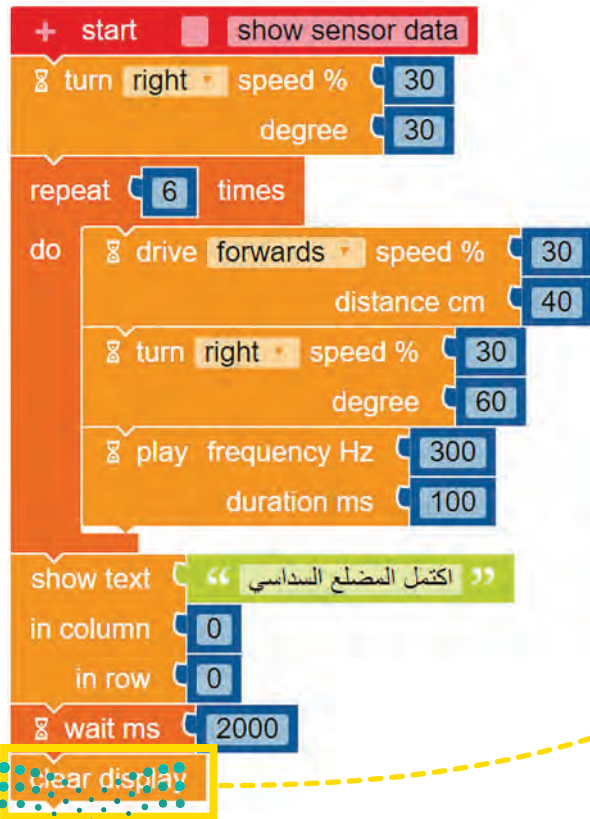 + start show sensor data
turn right speed % 30
degree 30
repeat 6 times
do drive forwards speed % 30
distance cm 40
turn right speed % 30
degree 60
play frequency Hz 300
duration ms 100
show text “ اكتمل المضلع السداسي ”
in column 0
in row 0
wait ms 2000
clear display